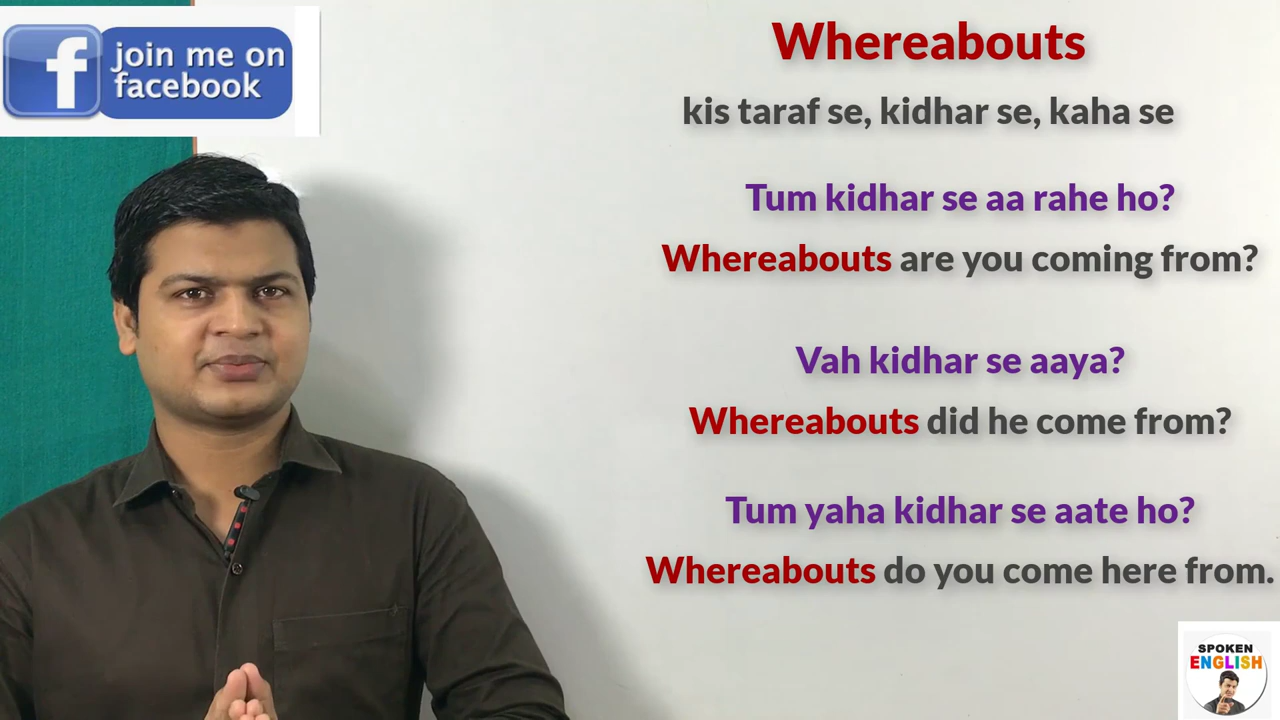 f join me on
facebook
Whereabouts
kis taraf se, kidhar se, kaha se
Tum kidhar se aa rahe ho?
Whereabouts are you coming from?
Vah kidhar se aaya?
Whereabouts did he come from?
Tum yaha kidhar se aate ho?
Whereabouts do you come here from.
SPOKEN
ENGLISH